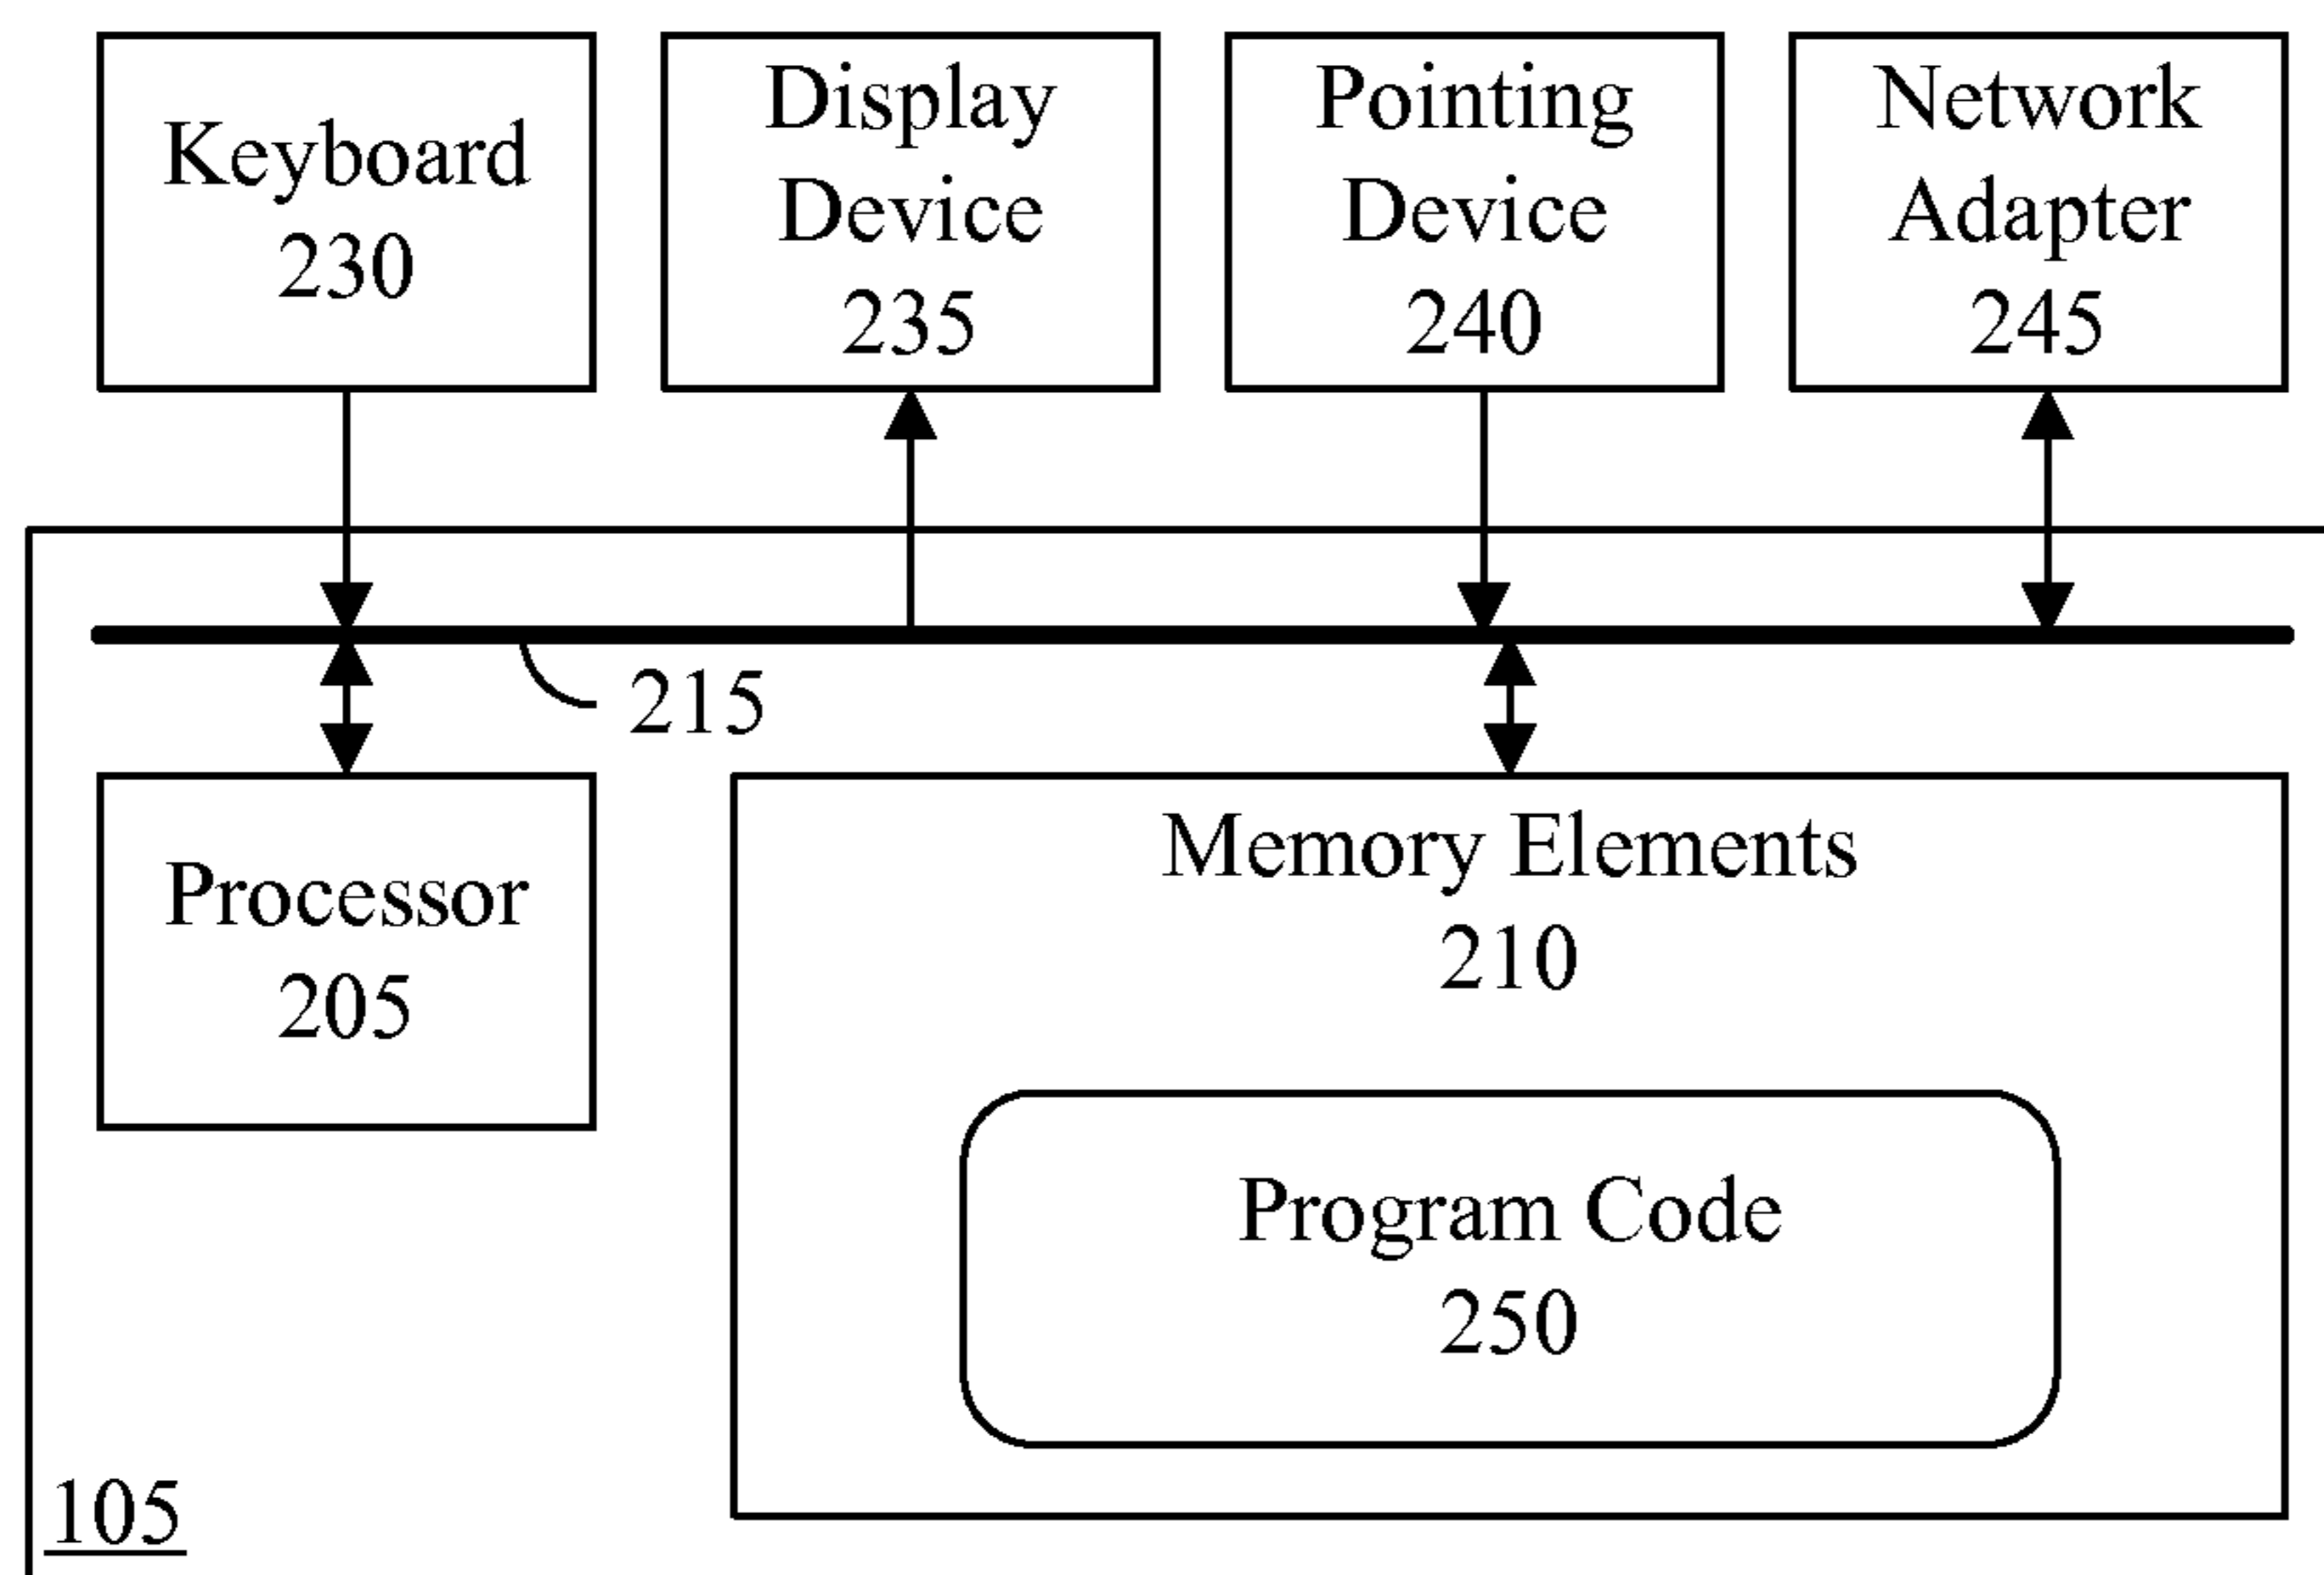 Keyboard
230
Display
Device
235
Pointing
Device
240
Network
Adapter
245
215
Processor
205
Memory Elements
210
Program Code
250
105